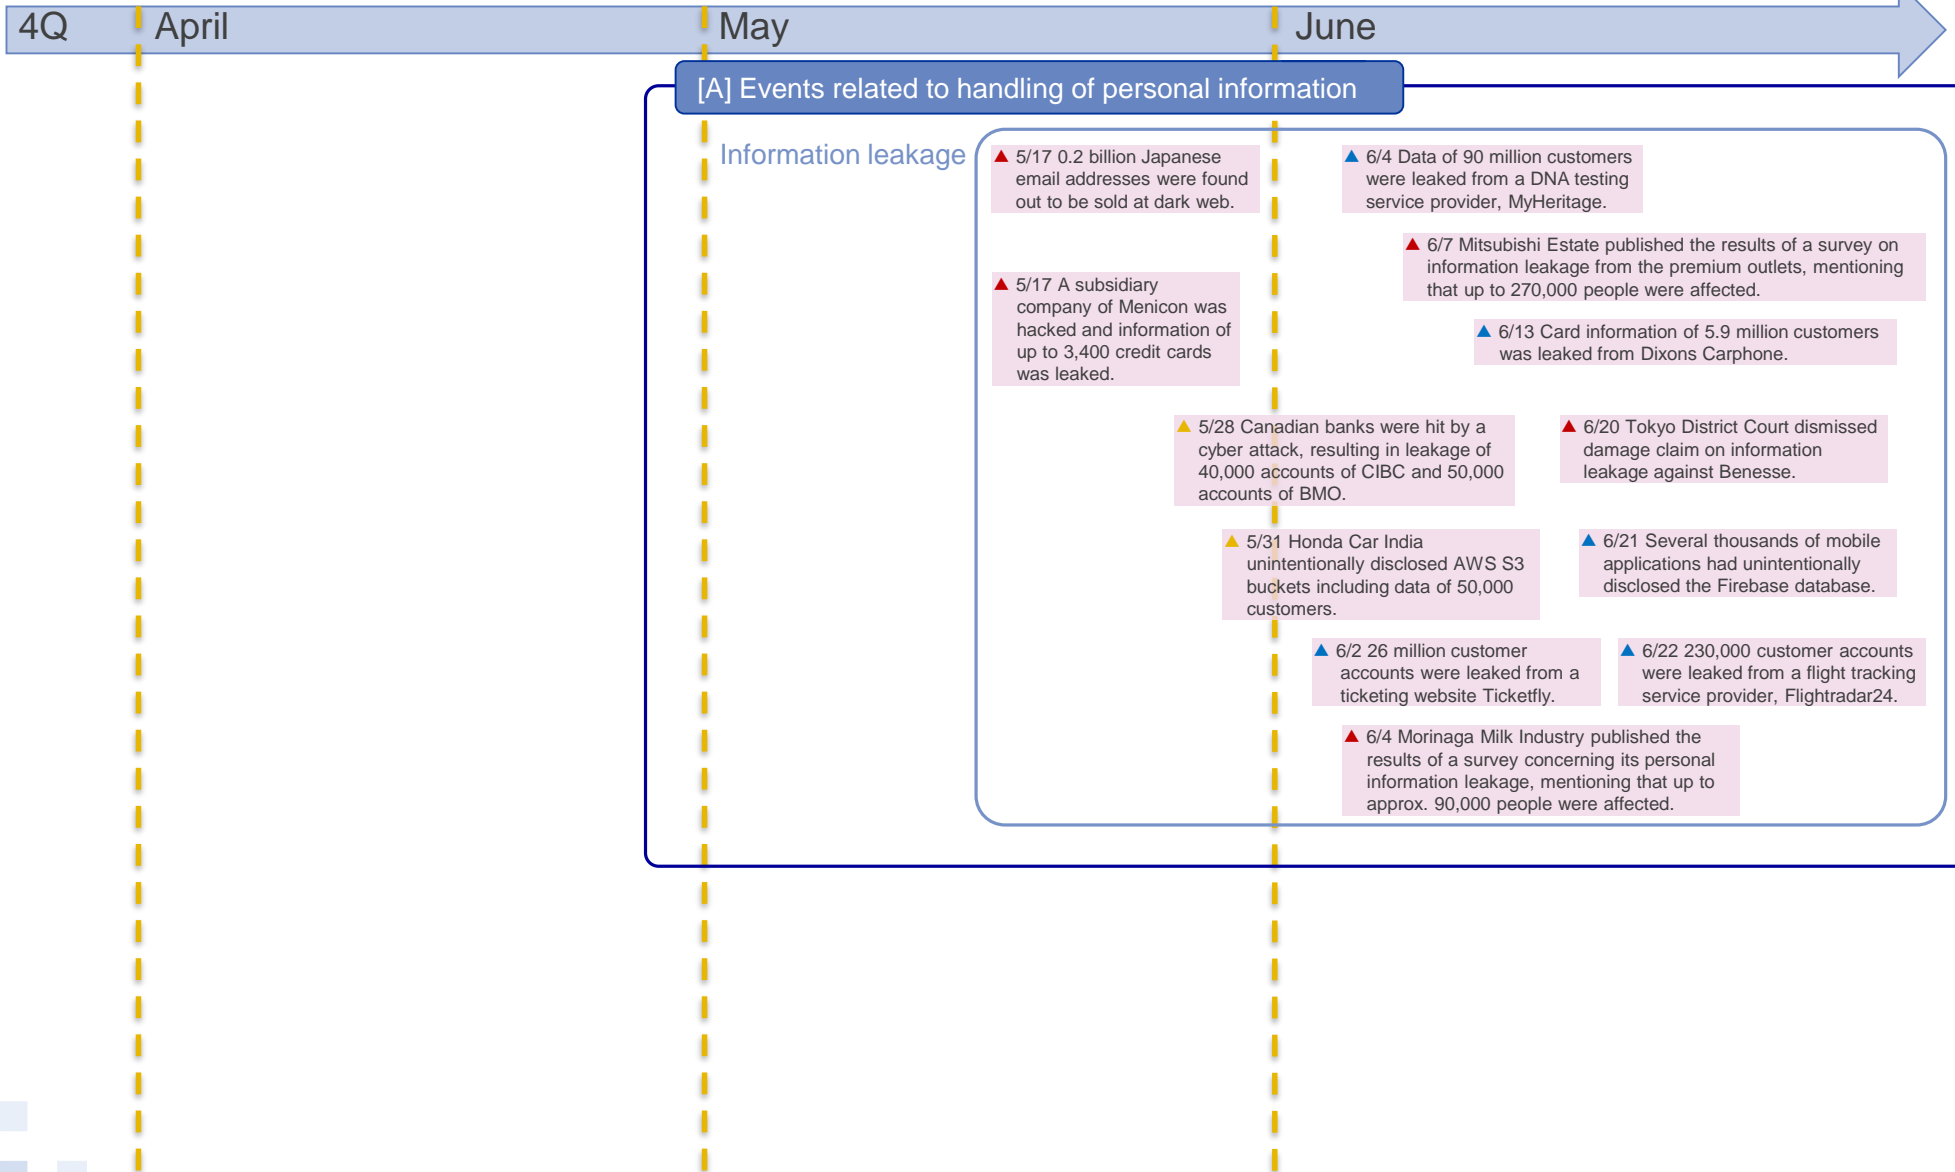 4Q
April
May
June
[A] Events related to handling of personal information
Information leakage
▲ 5/17 0.2 billion Japanese
email addresses were found
out to be sold at dark web.
▲ 5/17 A subsidiary
company of Menicon was
hacked and information of
up to 3,400 credit cards
was leaked.
▲ 5/28 Canadian banks were hit by a
cyber attack, resulting in leakage of
40,000 accounts of CIBC and 50,000
accounts of BMO.
▲ 5/31 Honda Car India
unintentionally disclosed AWS S3
buckets including data of 50,000
customers.
▲ 6/2 26 million customer
accounts were leaked from a
ticketing website Ticketfly.
▲ 6/4 Morinaga Milk Industry published the
results of a survey concerning its personal
information leakage, mentioning that up to
approx. 90,000 people were affected.
▲ 6/4 Data of 90 million customers
were leaked from a DNA testing
service provider, MyHeritage.
▲ 6/7 Mitsubishi Estate published the results of a survey on
information leakage from the premium outlets, mentioning
that up to 270,000 people were affected.
▲ 6/13 Card information of 5.9 million customers
was leaked from Dixons Carphone.
▲ 6/20 Tokyo District Court dismissed
damage claim on information
leakage against Benesse.
▲ 6/21 Several thousands of mobile
applications had unintentionally
disclosed the Firebase database.
▲ 6/22 230,000 customer accounts
were leaked from a flight tracking
service provider, Flightradar24.